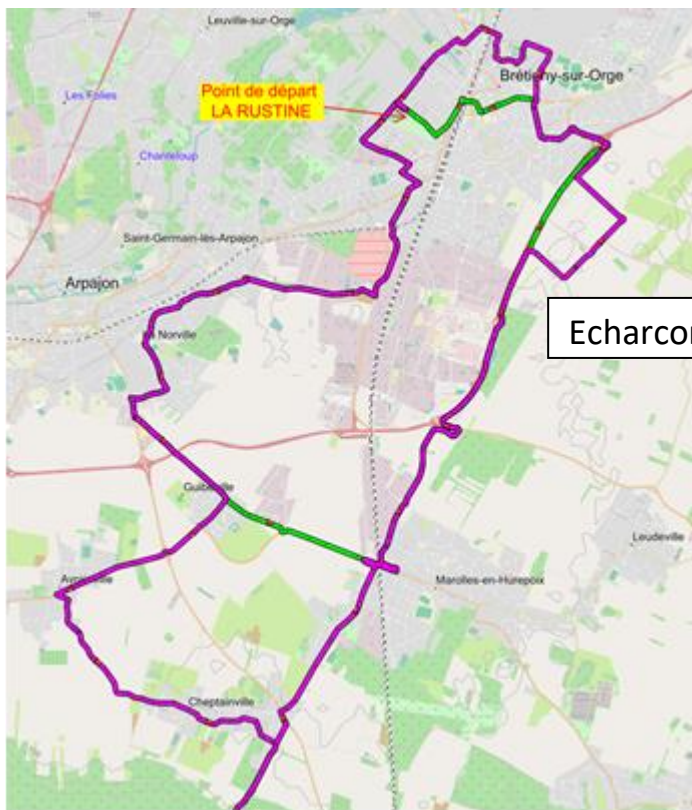 Leuville-sur-Orge
Brétigny-sur-Orge
Point de départ
LA RUSTINE
Les Folies
Chanteloup
Saint-Germain-lès-Arpajon
Arpajon
Echarcon
Norville
Leudeville
Marolles-en-Hurepoix
Cheptainville